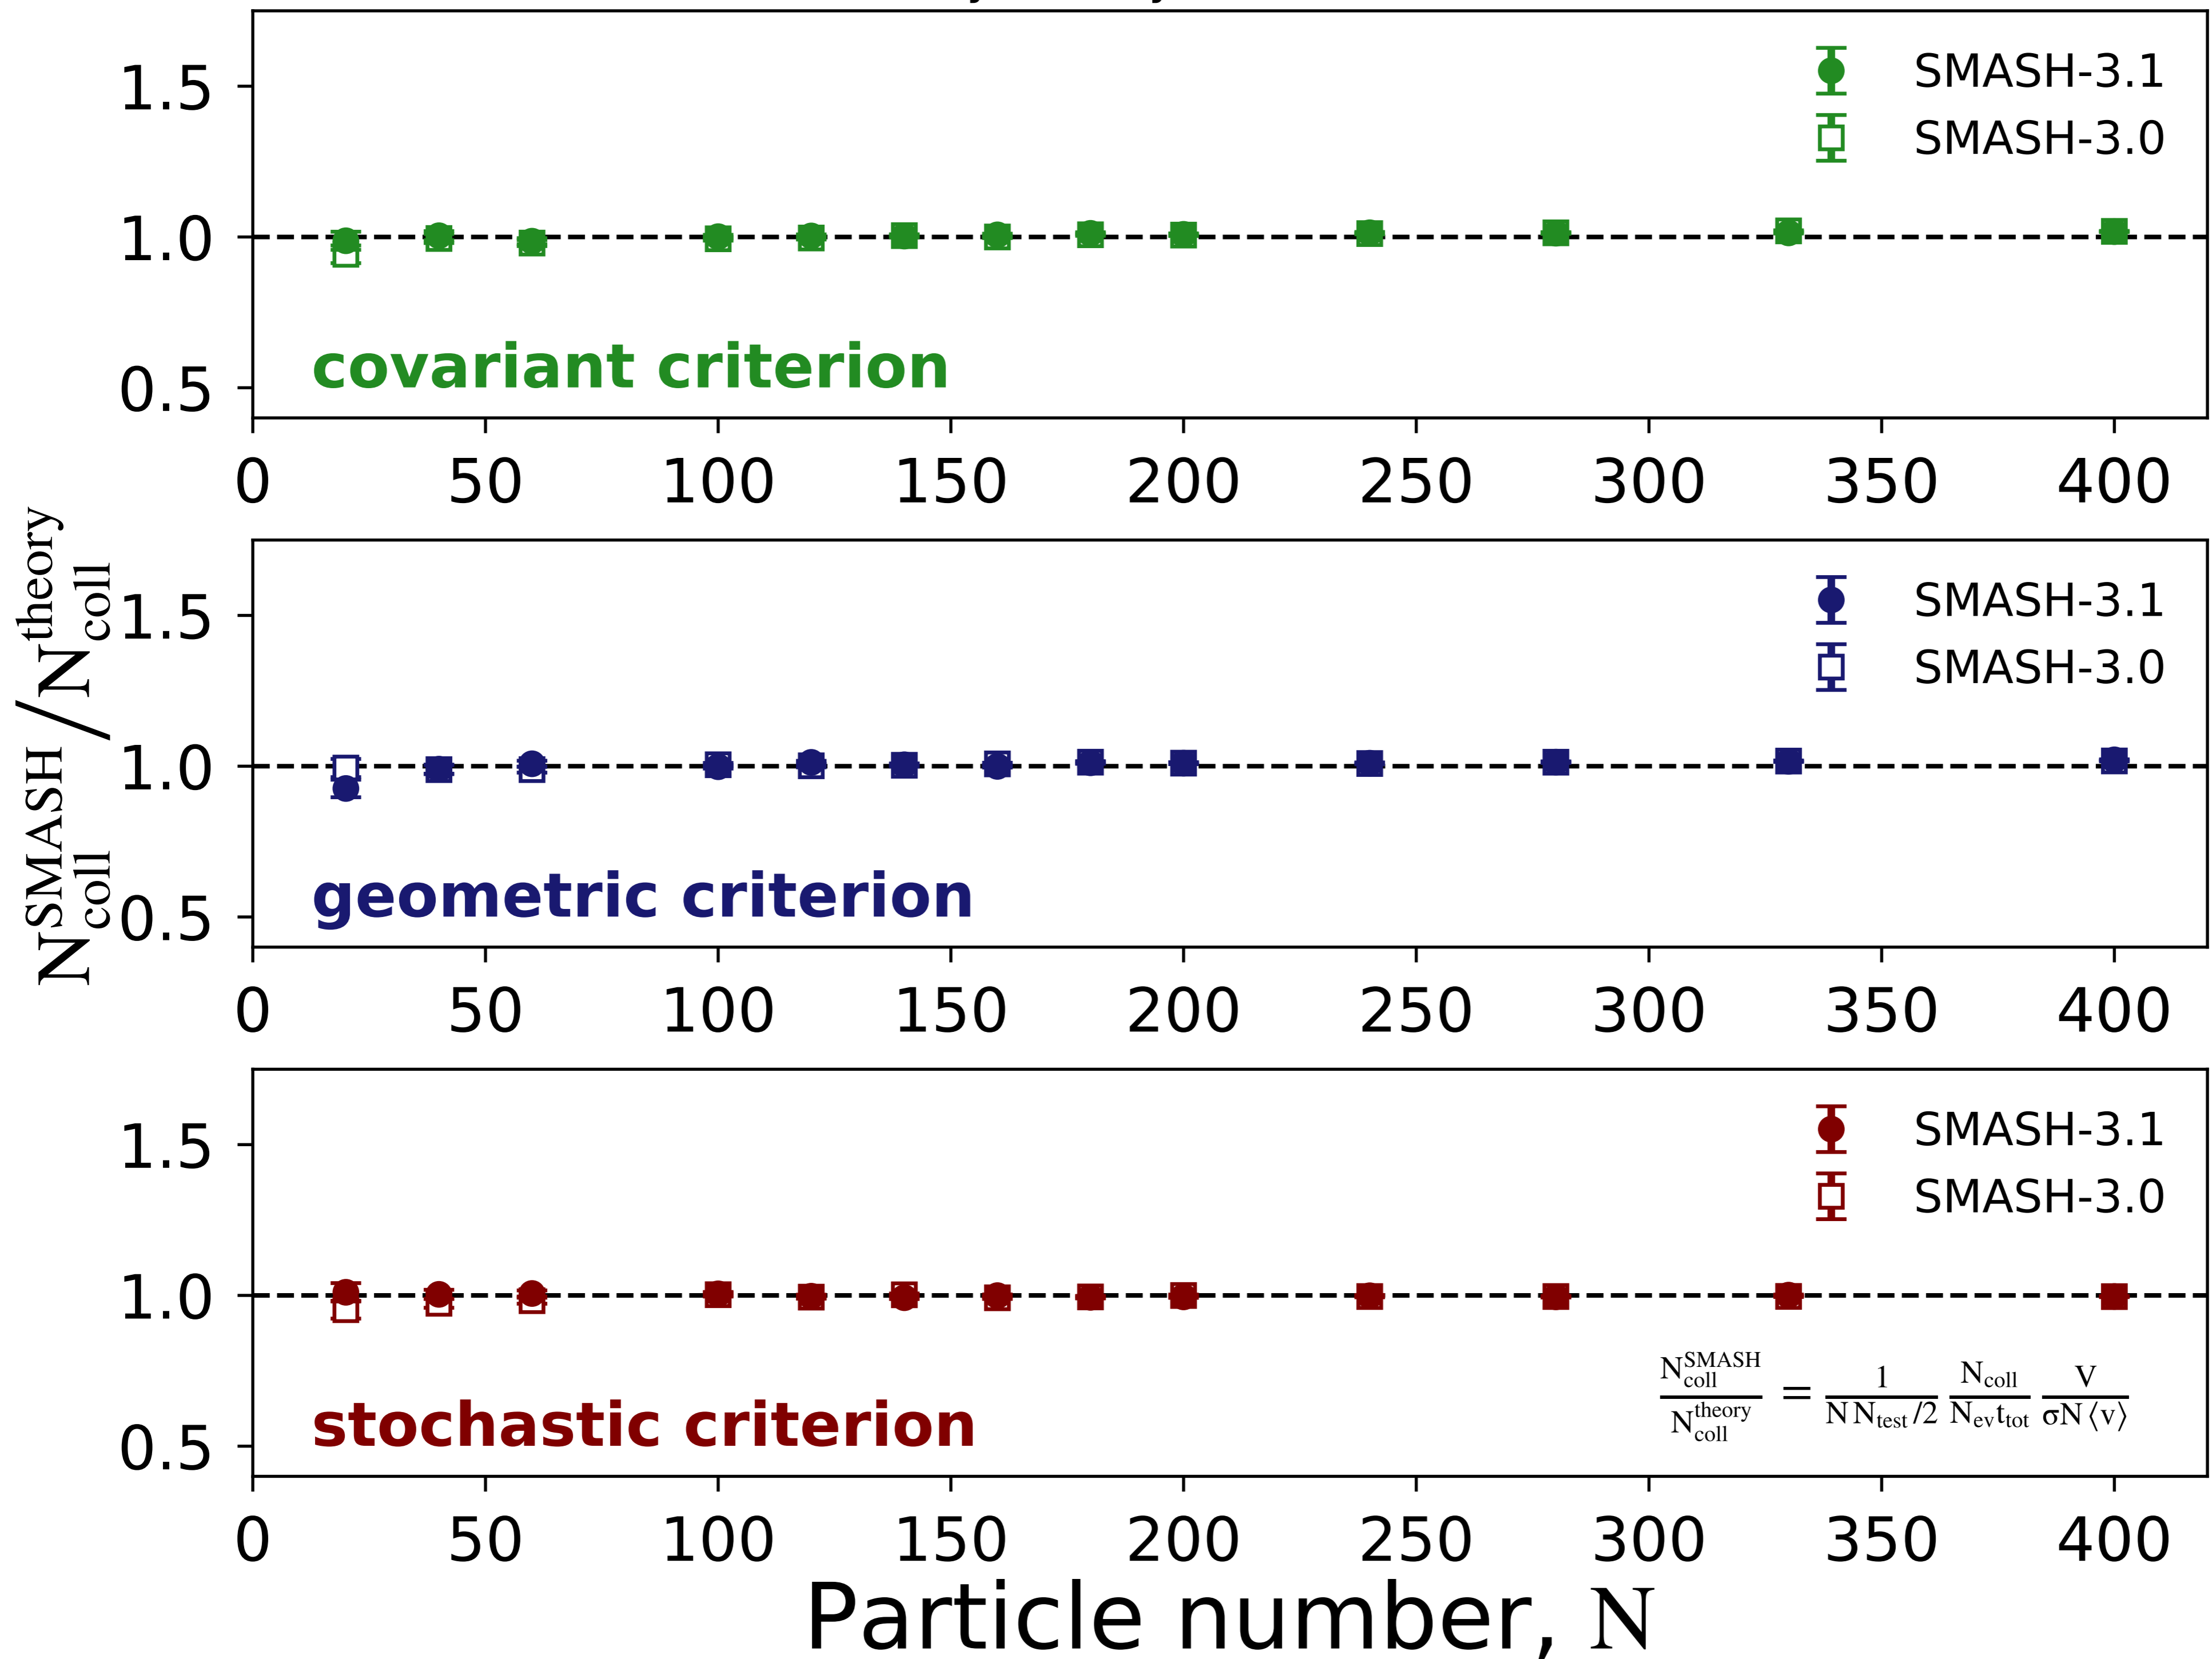 1.5
1.0
0.5
SMASH-3.1
SMASH-3.0
covariant criterion
0 50 100 150 200 250 300 350 400
N_coll^SMASH / N_coll^theory
1.5
1.0
0.5
SMASH-3.1
SMASH-3.0
geometric criterion
0 50 100 150 200 250 300 350 400
1.5
1.0
0.5
SMASH-3.1
SMASH-3.0
stochastic criterion
N_coll^SMASH / N_coll^theory = 1 / (N N_test /2) N_coll / (N_ev t_tot) V / (σN⟨v⟩)
0 50 100 150 200 250 300 350 400
Particle number, N